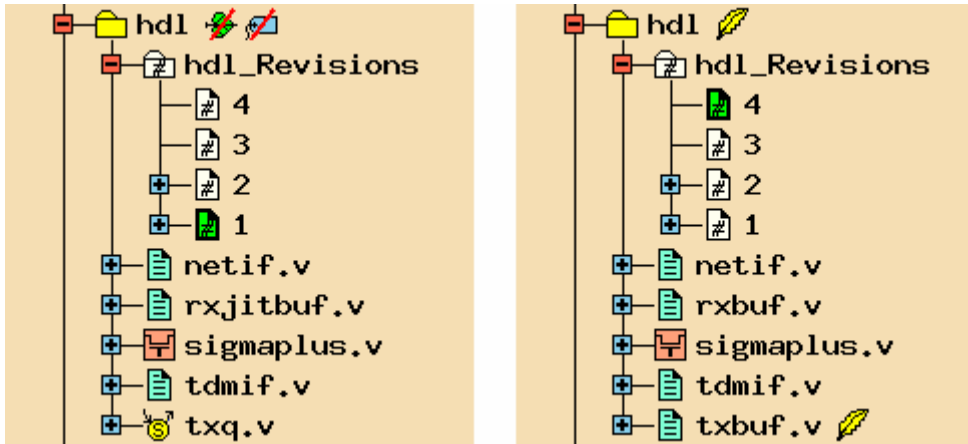 hdl
hdl_Revisions
4
3
2
1
netif.v
rxjitbuf.v
sigmaplus.v
tdmif.v
txq.v
hdl
hdl_Revisions
4
3
2
1
netif.v
rxbuf.v
sigmaplus.v
tdmif.v
txbuf.v